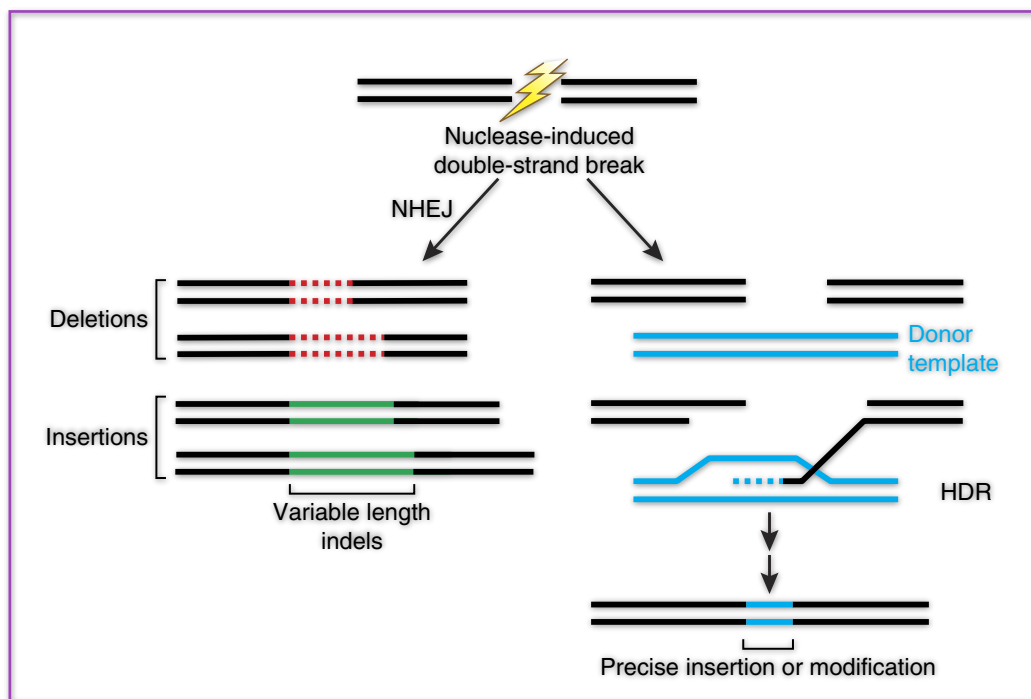 Nuclease-induced
double-strand break
NHEJ
Deletions
Donor
template
Insertions
HDR
Variable length
indels
Precise insertion or modification